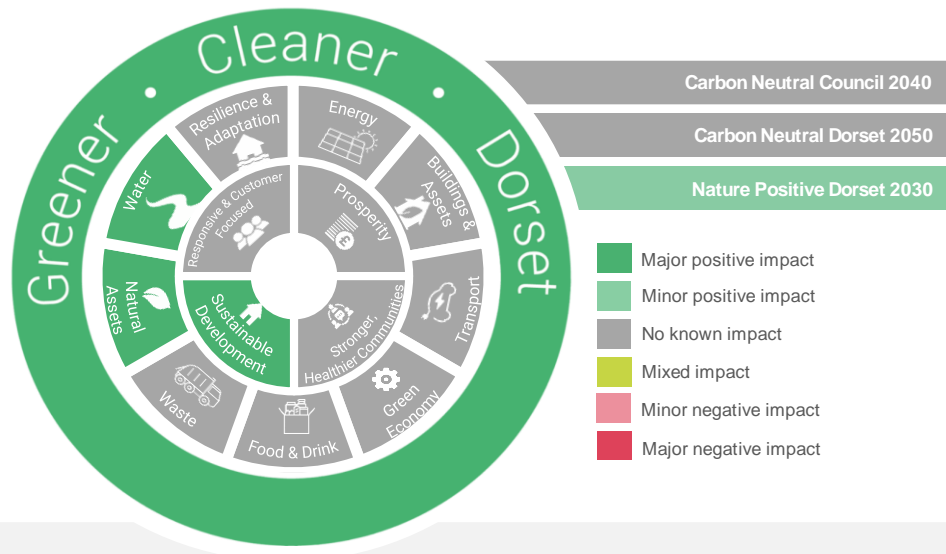 Greener • Cleaner • Dorset
Carbon Neutral Council 2040
Carbon Neutral Dorset 2050
Nature Positive Dorset 2030
Resilience &
Adaptation
Energy
Buildings &
Assets
Transport
Green
Economy
Food & Drink
Waste
Natural
Assets
Water
Responsive & Customer
Focused
Prosperity
£
Stronger,
Healthier Communities
Sustainable
Development
Major positive impact
Minor positive impact
No known impact
Mixed impact
Minor negative impact
Major negative impact